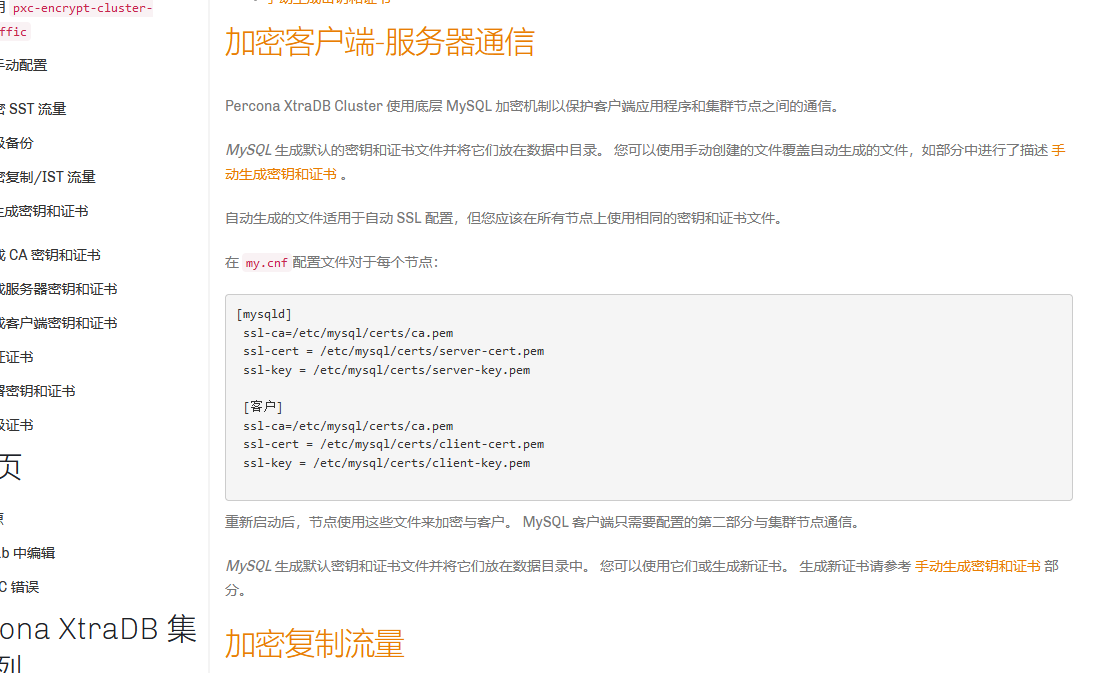 用 pxc-encrypt-cluster-
ffic
手动配置
密 SST 流量
级备份
密复制/IST 流量
生成密钥和证书
成 CA 密钥和证书
成服务器密钥和证书
成客户端密钥和证书
证证书
器密钥和证书
级证书
页
源
.b 中编辑
C 错误
ona XtraDB 集
列
手动生成密钥和证书
加密客户端-服务器通信
Percona XtraDB Cluster 使用底层 MySQL 加密机制以保护客户端应用程序和集群节点之间的通信。
MySQL 生成默认的密钥和证书文件并将它们放在数据中目录。 您可以使用手动创建的文件覆盖自动生成的文件，如部分中进行了描述 手
动生成密钥和证书 。
自动生成的文件适用于自动 SSL 配置，但您应该在所有节点上使用相同的密钥和证书文件。
在 my.cnf 配置文件对于每个节点：
[mysqld]
ssl-ca=/etc/mysql/certs/ca.pem
ssl-cert = /etc/mysql/certs/server-cert.pem
ssl-key = /etc/mysql/certs/server-key.pem
[客户]
ssl-ca=/etc/mysql/certs/ca.pem
ssl-cert = /etc/mysql/certs/client-cert.pem
ssl-key = /etc/mysql/certs/client-key.pem
重新启动后，节点使用这些文件来加密与客户。 MySQL 客户端只需要配置的第二部分与集群节点通信。
MySQL 生成默认密钥和证书文件并将它们放在数据目录中。 您可以使用它们或生成新证书。 生成新证书请参考 手动生成密钥和证书 部
分。
加密复制流量